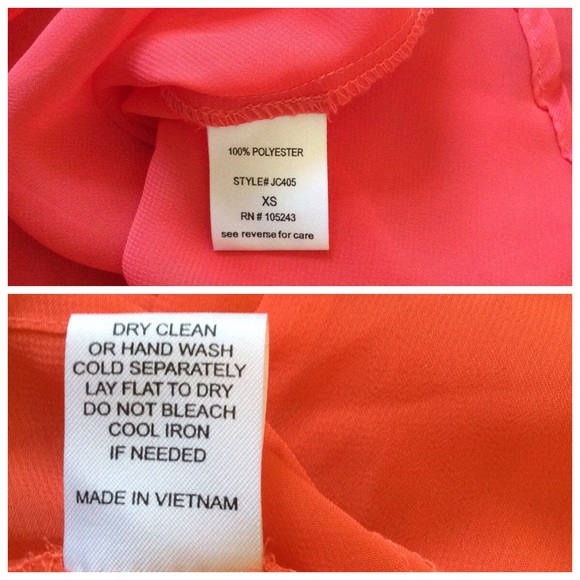 100% POLYESTER
STYLE# JC405
XS
RN # 105243
see reverse for care
DRY CLEAN
OR HAND WASH
COLD SEPARATELY
LAY FLAT TO DRY
DO NOT BLEACH
COOL IRON
IF NEEDED
MADE IN VIETNAM